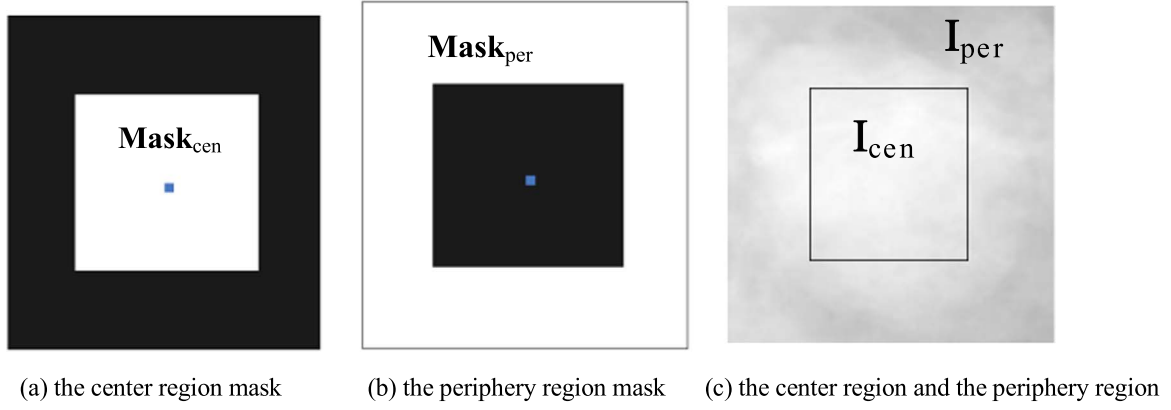 Mask_cen
Mask_per
I_per
I_cen
(a) the center region mask
(b) the periphery region mask
(c) the center region and the periphery region